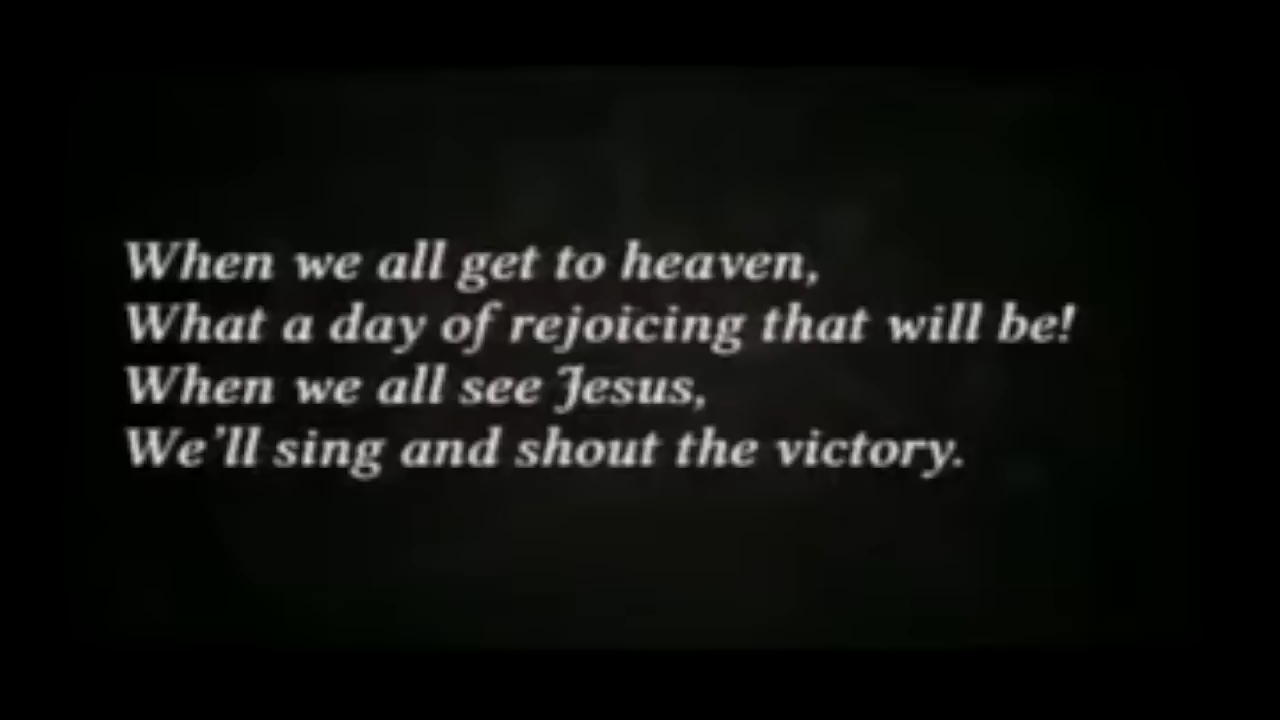 When we all get to heaven,
What a day of rejoicing that will be!
When we all see Jesus,
We’ll sing and shout the victory.